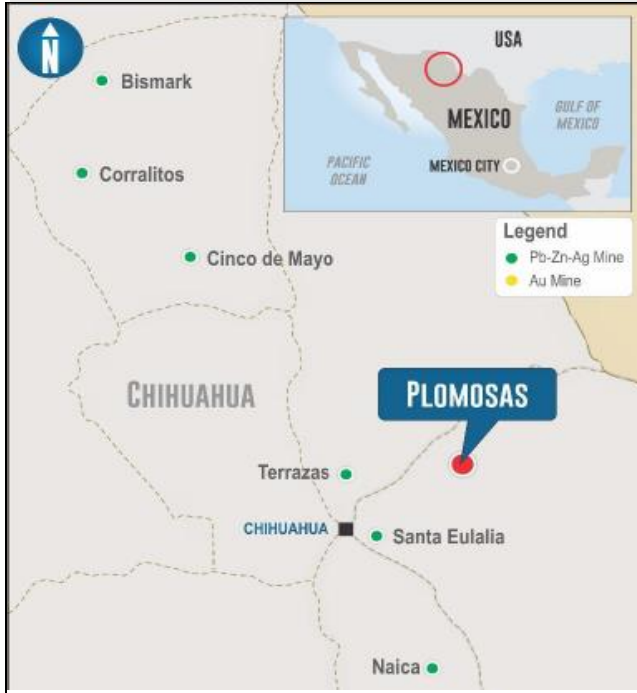 N
Bismark
Corralitos
Cinco de Mayo
USA
MEXICO
GULF OF
MEXICO
PACIFIC
OCEAN
MEXICO CITY
Legend
Pb-Zn-Ag Mine
Au Mine
CHIHUAHUA
PLOMOSAS
Terrazas
CHIHUAHUA
Santa Eulalia
Naica